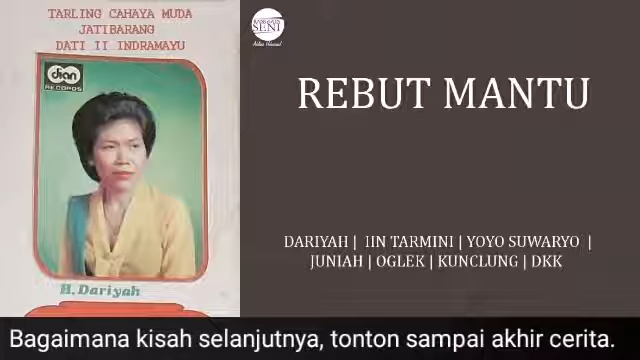 TARLING CAHAYA MUDA
JATIBARANG
DATI II INDRAMAYU
dian
RECORDS
H. Dariyah
SENI
REBUT MANTU
DARIYAH | IIN TARMINI | YOYO SUWARYO |
JUNIAH | OGLEK | KUNCLUNG | DKK
Bagaimana kisah selanjutnya, tonton sampai akhir cerita.